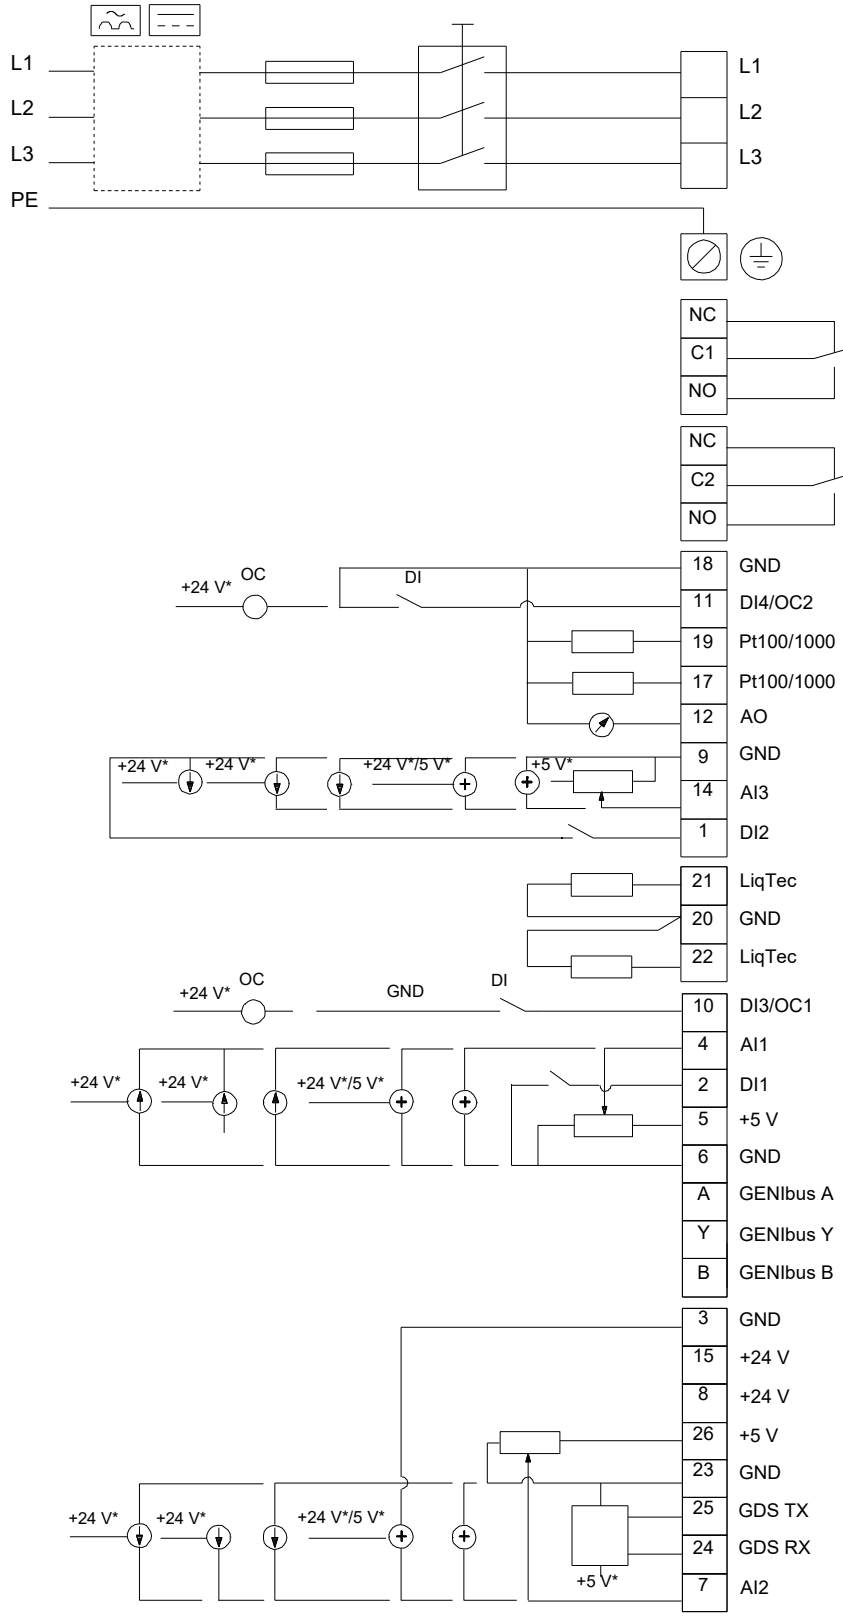 L1 L1
L2 L2
L3 L3
PE
NC
C1
NO
NC
C2
NO
18 GND
+24 V* OC DI 11 DI4/OC2
19 Pt100/1000
17 Pt100/1000
12 AO
9 GND
+24 V* +24 V* +24 V*/5 V* +5 V*
14 AI3
1 DI2
21 LiqTec
20 GND
22 LiqTec
+24 V* OC GND DI 10 DI3/OC1
4 AI1
+24 V* +24 V* +24 V*/5 V* 2 DI1
5 +5 V
6 GND
A GENIbus A
Y GENIbus Y
B GENIbus B
3 GND
15 +24 V
8 +24 V
26 +5 V
23 GND
+24 V* +24 V* +24 V*/5 V* 25 GDS TX
24 GDS RX
+5 V* 7 AI2